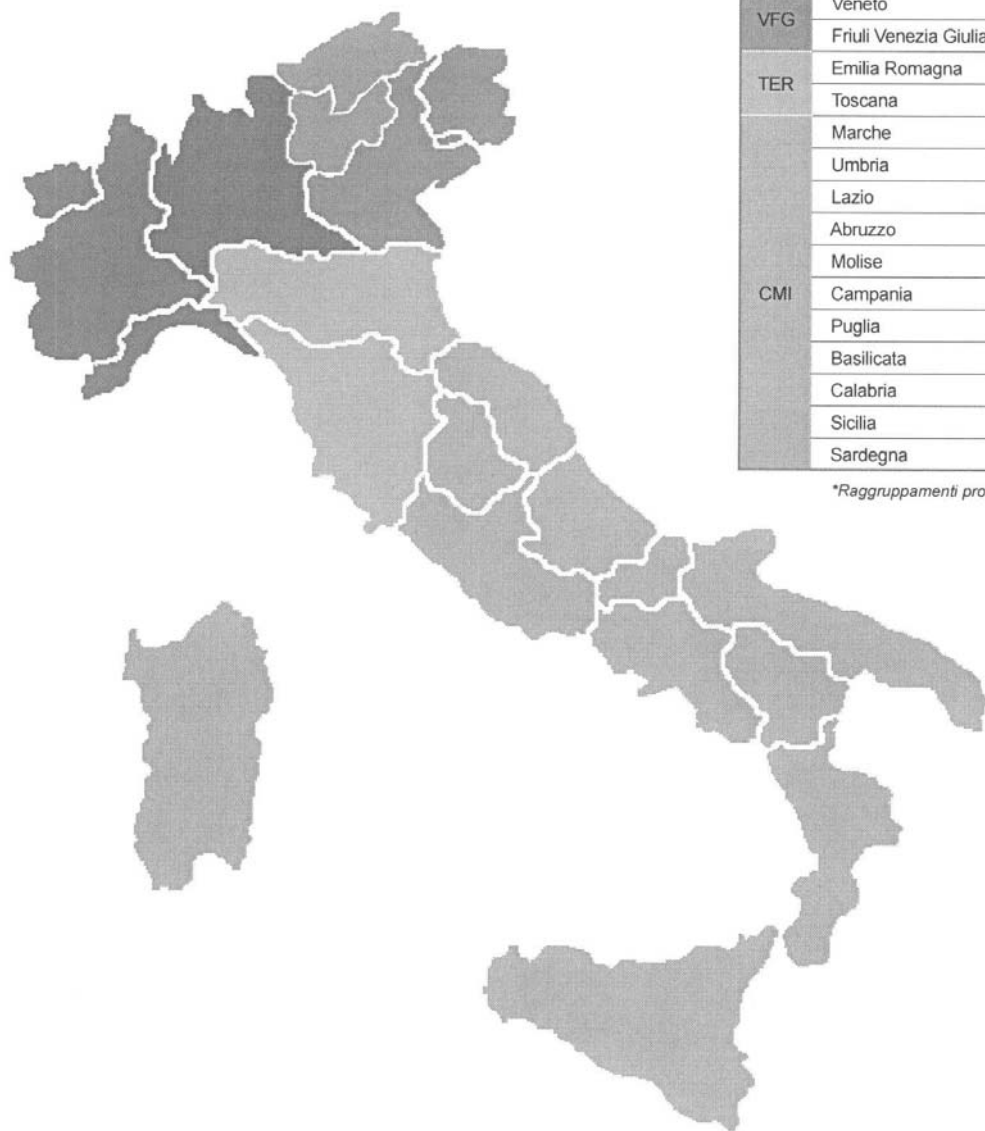 Veneto
VFG
Friuli Venezia Giulia
Emilia Romagna
TER
Toscana
Marche
Umbria
Lazio
Abruzzo
Molise
CMI
Campania
Puglia
Basilicata
Calabria
Sicilia
Sardegna
*Raggruppamenti pro